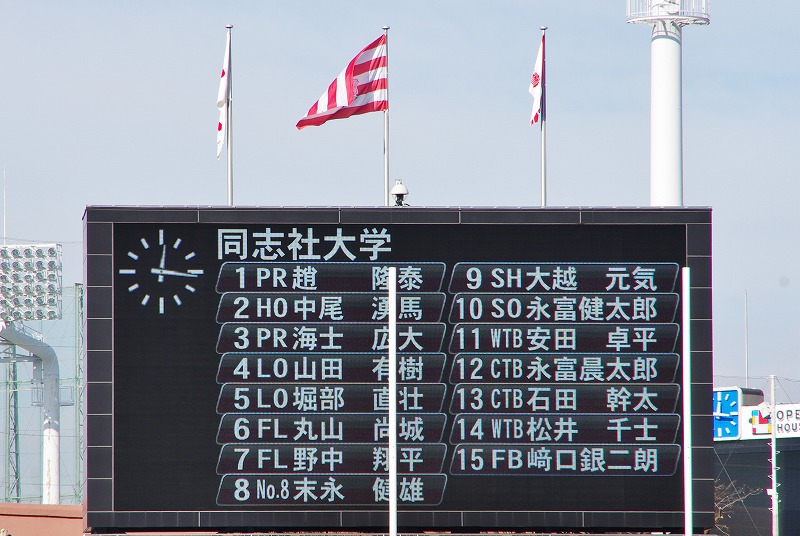 同志社大学
1 PR 趙 隆泰
2 HO 中尾 湧馬
3 PR 海士 広大
4 LO 山田 有樹
5 LO 堀部 直壮
6 FL 丸山 尚城
7 FL 野中 翔平
8 No.8 末永 健雄
9 SH 大越 元気
10 SO 永富健太郎
11 WTB 安田 卓平
12 CTB 永富晨太郎
13 CTB 石田 幹太
14 WTB 松井 千士
15 FB 﨑口銀二朗
OPE
HOUS